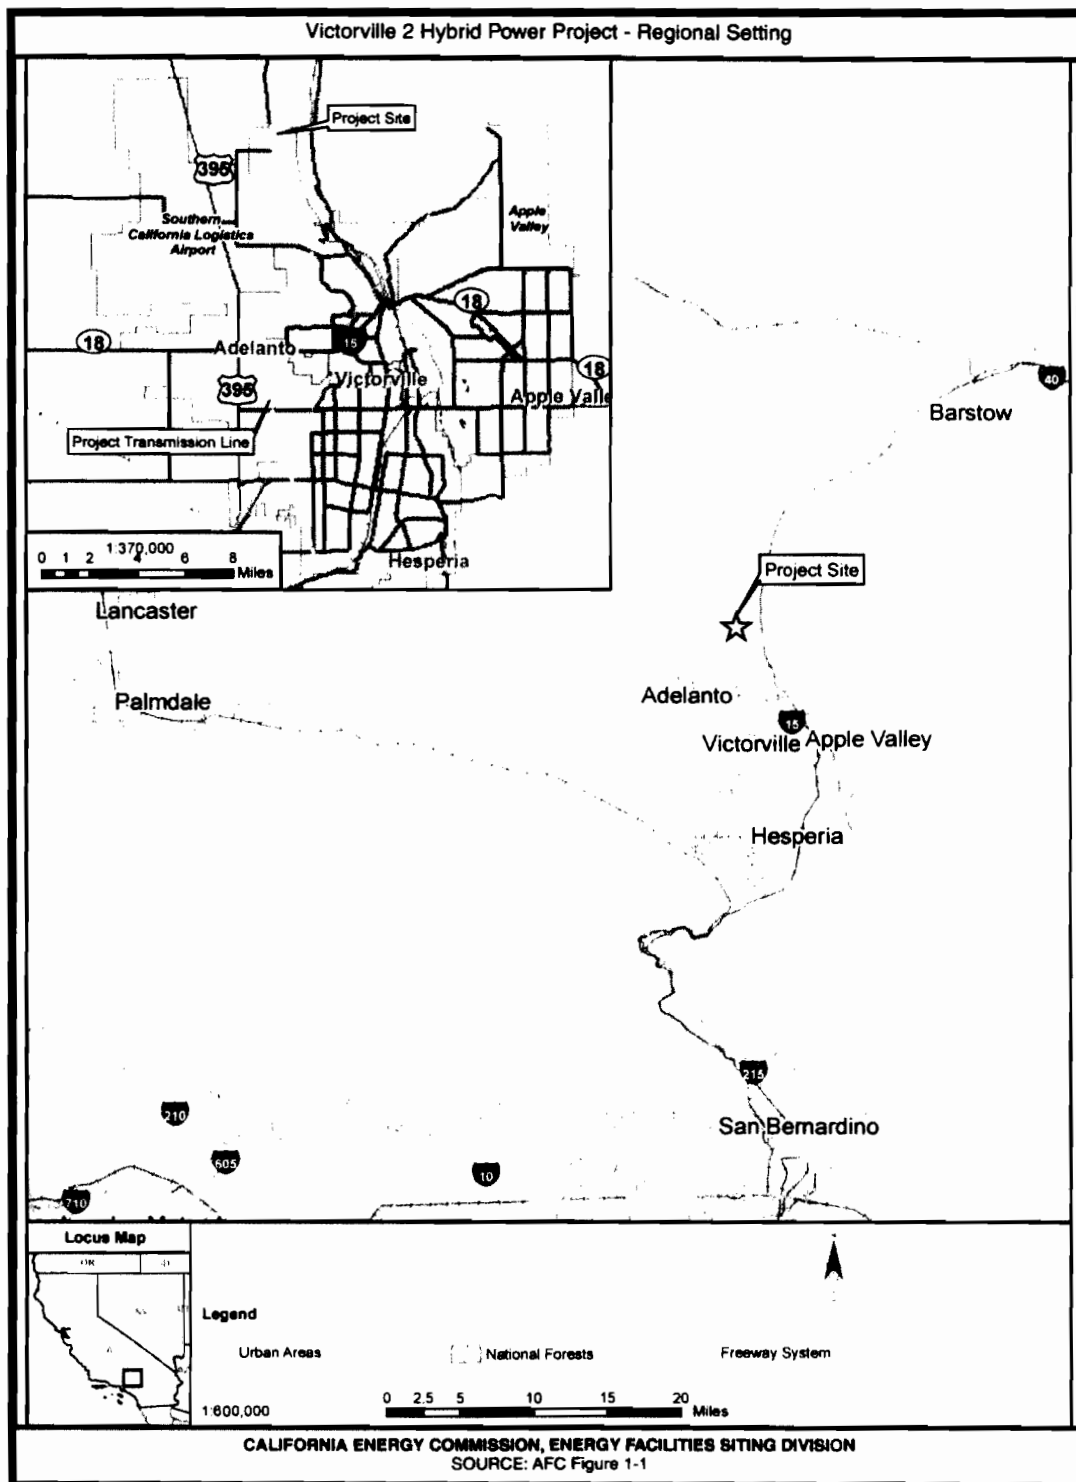 Victorville 2 Hybrid Power Project - Regional Setting
Project Site
395
Southern
California Logistics
Airport
Apple
Valley
18
18
15
Adelanto
18
395
Victorville
Apple Valle
Project Transmission Line
1:370,000
0 1 2 4 6 8
Miles
Hesperia
40
Barstow
Project Site
Lancaster
Palmdale
Adelanto
15
Victorville
Apple Valley
Hesperia
215
210
San Bernardino
605
10
710
Locus Map
OR
Legend
Urban Areas
National Forests
Freeway System
1:600,000
0 2.5 5 10 15 20
Miles
CALIFORNIA ENERGY COMMISSION, ENERGY FACILITIES SITING DIVISION
SOURCE: AFC Figure 1-1